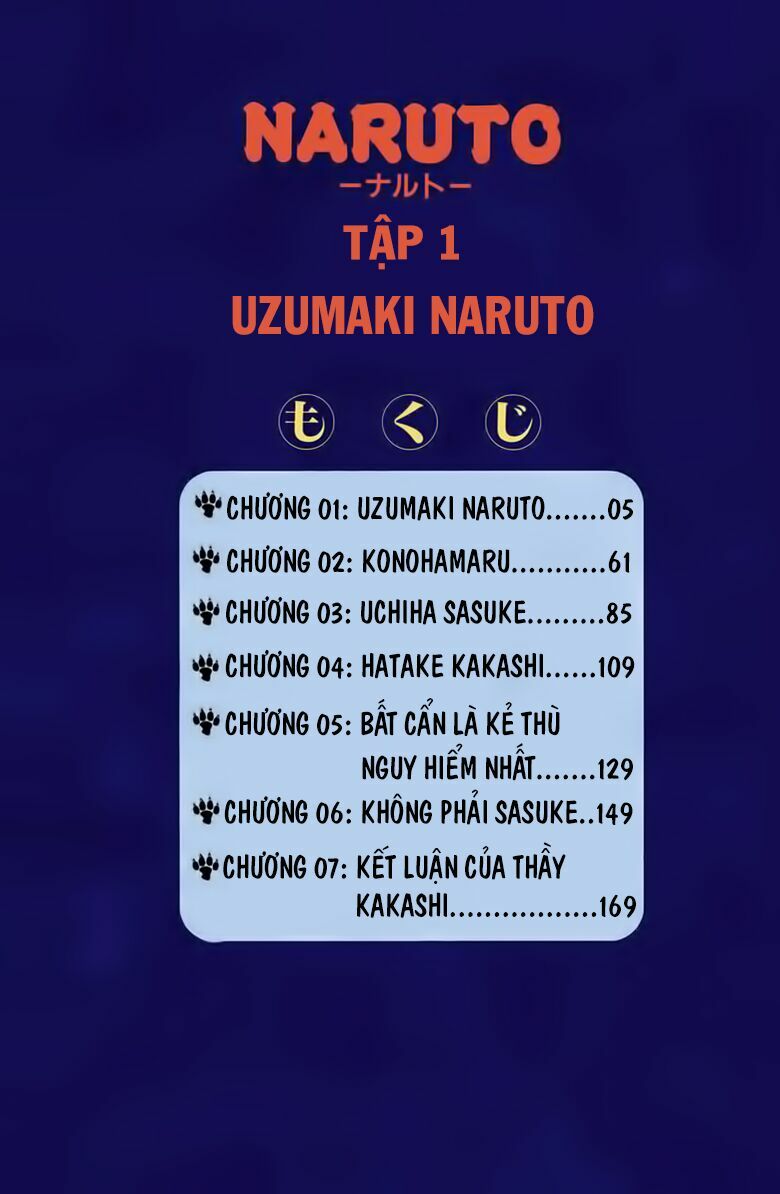 NARUTO
－ナルト－
TẬP 1
UZUMAKI NARUTO
もくじ
CHƯƠNG 01: UZUMAKI NARUTO.......05
CHƯƠNG 02: KONOHAMARU...........61
CHƯƠNG 03: UCHIHA SASUKE.........85
CHƯƠNG 04: HATAKE KAKASHI......109
CHƯƠNG 05: BẤT CẨN LÀ KẺ THÙ
NGUY HIỂM NHẤT.......129
CHƯƠNG 06: KHÔNG PHẢI SASUKE..149
CHƯƠNG 07: KẾT LUẬN CỦA THẦY
KAKASHI.................169